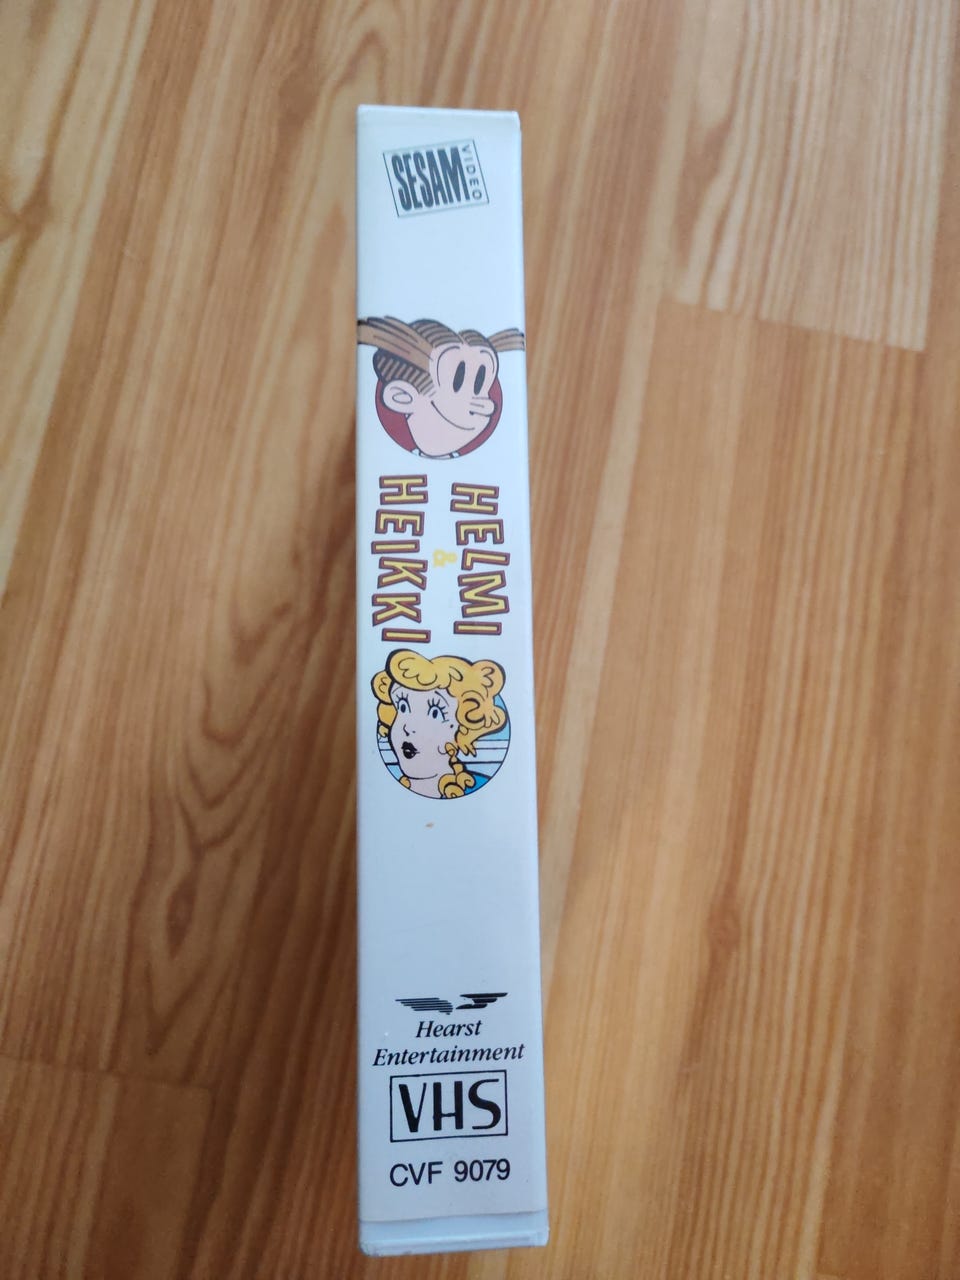 SESAM
VIDEO
HELMI
&
HEIKKI
Hearst
Entertainment
VHS
CVF 9079